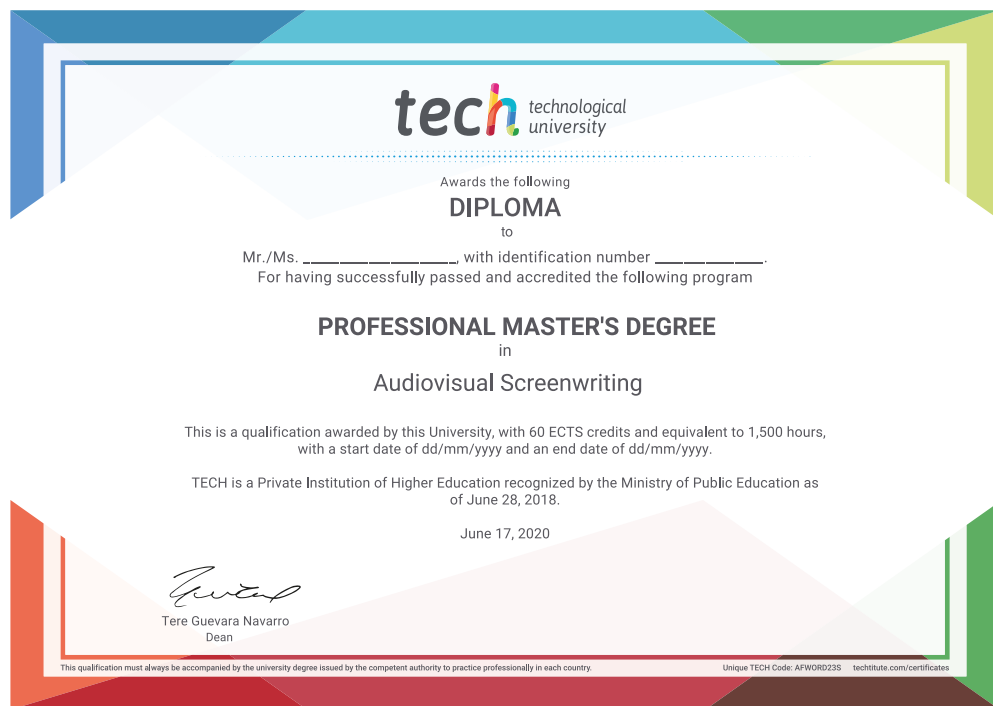 tech technological
university
Awards the following
DIPLOMA
to
Mr./Ms. ____________________, with identification number ______________.
For having successfully passed and accredited the following program
PROFESSIONAL MASTER'S DEGREE
in
Audiovisual Screenwriting
This is a qualification awarded by this University, with 60 ECTS credits and equivalent to 1,500 hours,
with a start date of dd/mm/yyyy and an end date of dd/mm/yyyy.
TECH is a Private Institution of Higher Education recognized by the Ministry of Public Education as
of June 28, 2018.
June 17, 2020
Tere Guevara Navarro
Dean
This qualification must always be accompanied by the university degree issued by the competent authority to practice professionally in each country.
Unique TECH Code: AFWORD23S techtitute.com/certificates